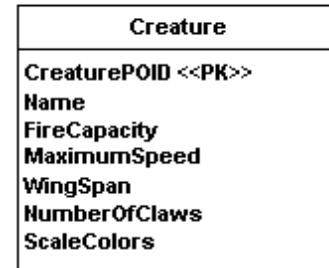 Creature
CreaturePOID <<PK>>
Name
FireCapacity
MaximumSpeed
WingSpan
NumberOfClaws
ScaleColors